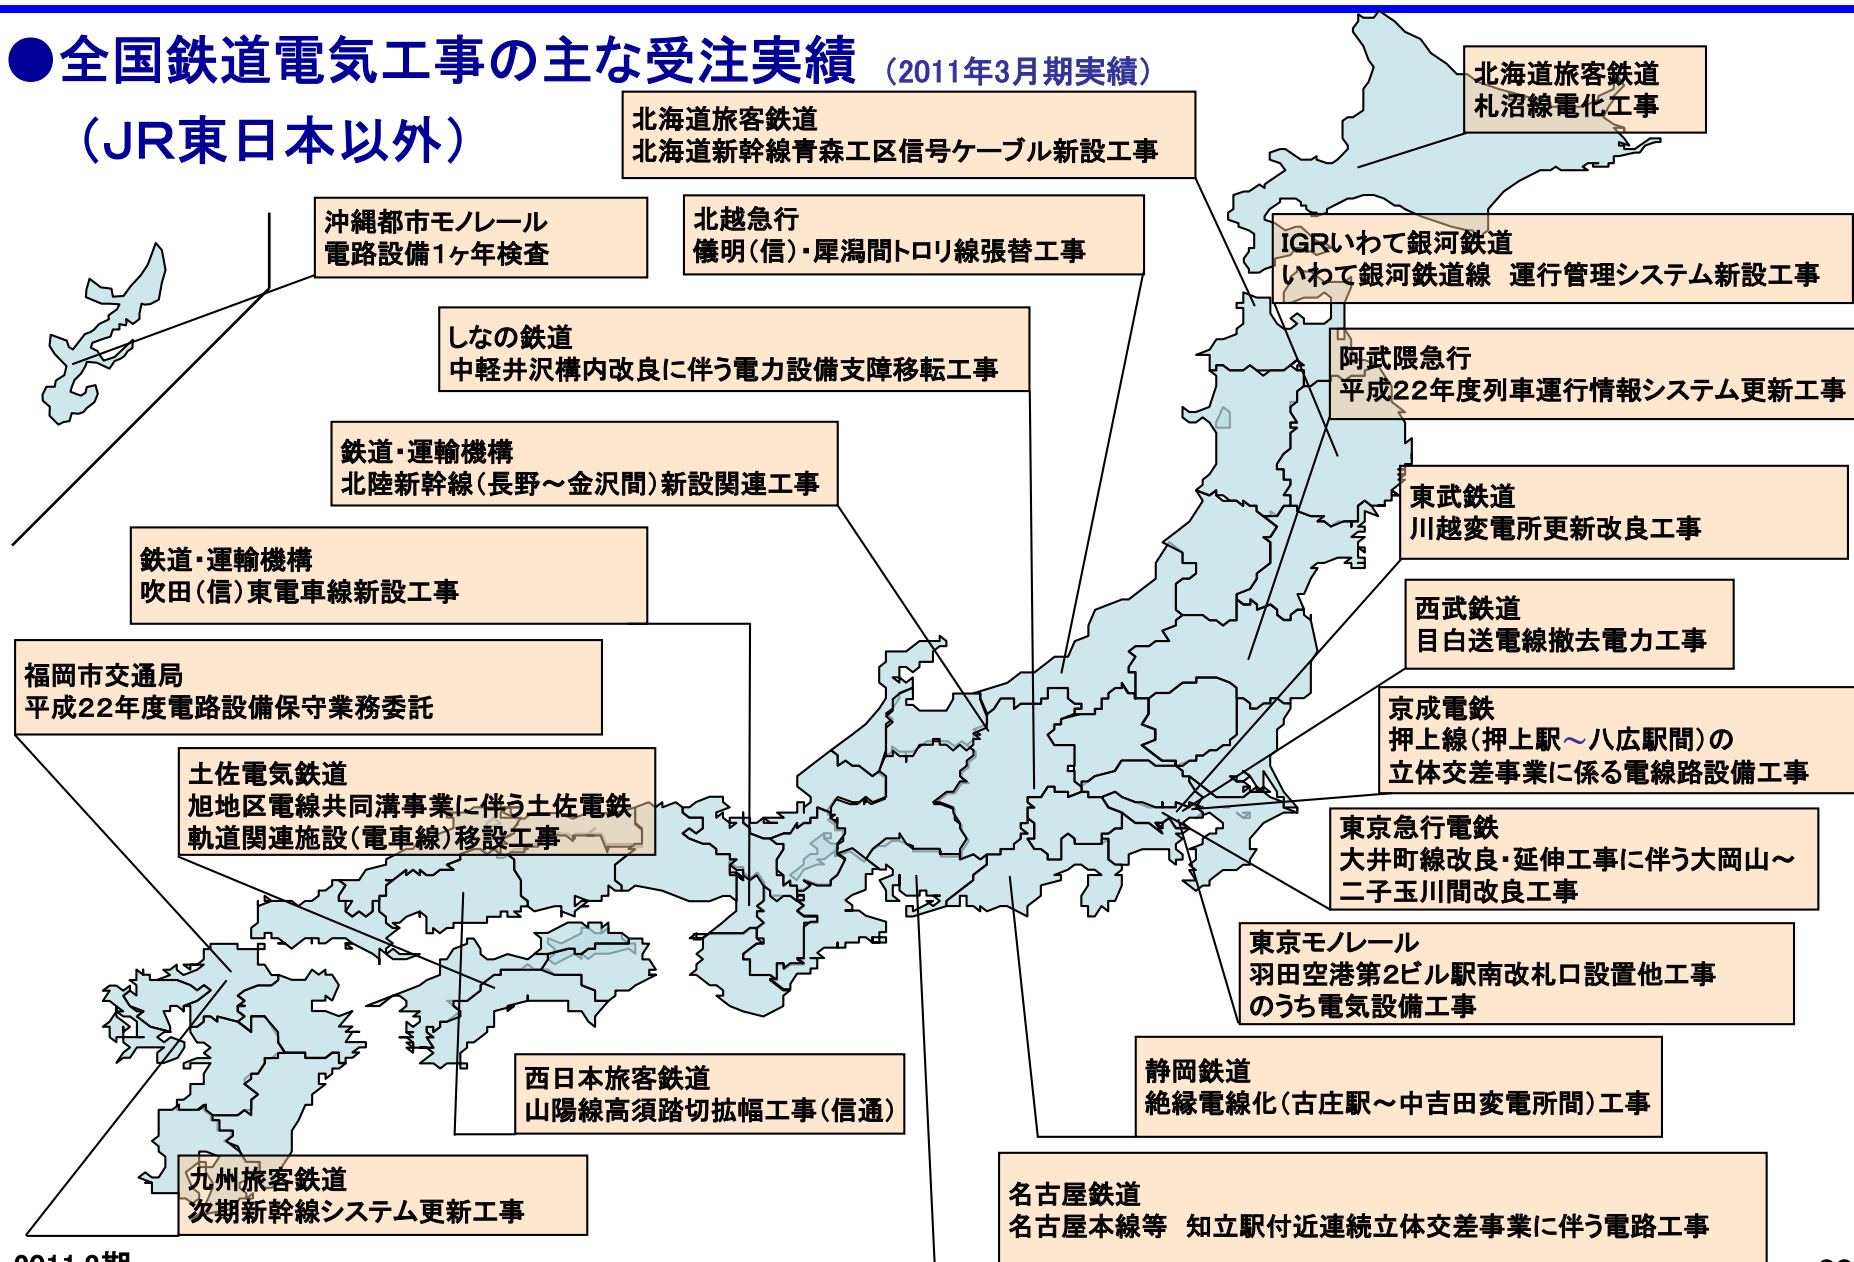 ●全国鉄道電気工事の主な受注実績 （2011年3月期実績）
（JR東日本以外）
北海道旅客鉄道
札沼線電化工事
北海道旅客鉄道
北海道新幹線青森工区信号ケーブル新設工事
沖縄都市モノレール
電路設備1ヶ年検査
北越急行
儀明（信）・犀潟間トロリ線張替工事
IGRいわて銀河鉄道
いわて銀河鉄道線　運行管理システム新設工事
しなの鉄道
中軽井沢構内改良に伴う電力設備支障移転工事
阿武隈急行
平成22年度列車運行情報システム更新工事
鉄道・運輸機構
北陸新幹線（長野～金沢間）新設関連工事
東武鉄道
川越変電所更新改良工事
鉄道・運輸機構
吹田（信）東電車線新設工事
西武鉄道
目白送電線撤去電力工事
福岡市交通局
平成22年度電路設備保守業務委託
京成電鉄
押上線（押上駅～八広駅間）の
立体交差事業に係る電線路設備工事
土佐電気鉄道
旭地区電線共同溝事業に伴う土佐電鉄
軌道関連施設（電車線）移設工事
東京急行電鉄
大井町線改良・延伸工事に伴う大岡山～
二子玉川間改良工事
東京モノレール
羽田空港第2ビル駅南改札口設置他工事
のうち電気設備工事
西日本旅客鉄道
山陽線高須踏切拡幅工事（信通）
静岡鉄道
絶縁電線化（古庄駅～中吉田変電所間）工事
九州旅客鉄道
次期新幹線システム更新工事
名古屋鉄道
名古屋本線等　知立駅付近連続立体交差事業に伴う電路工事